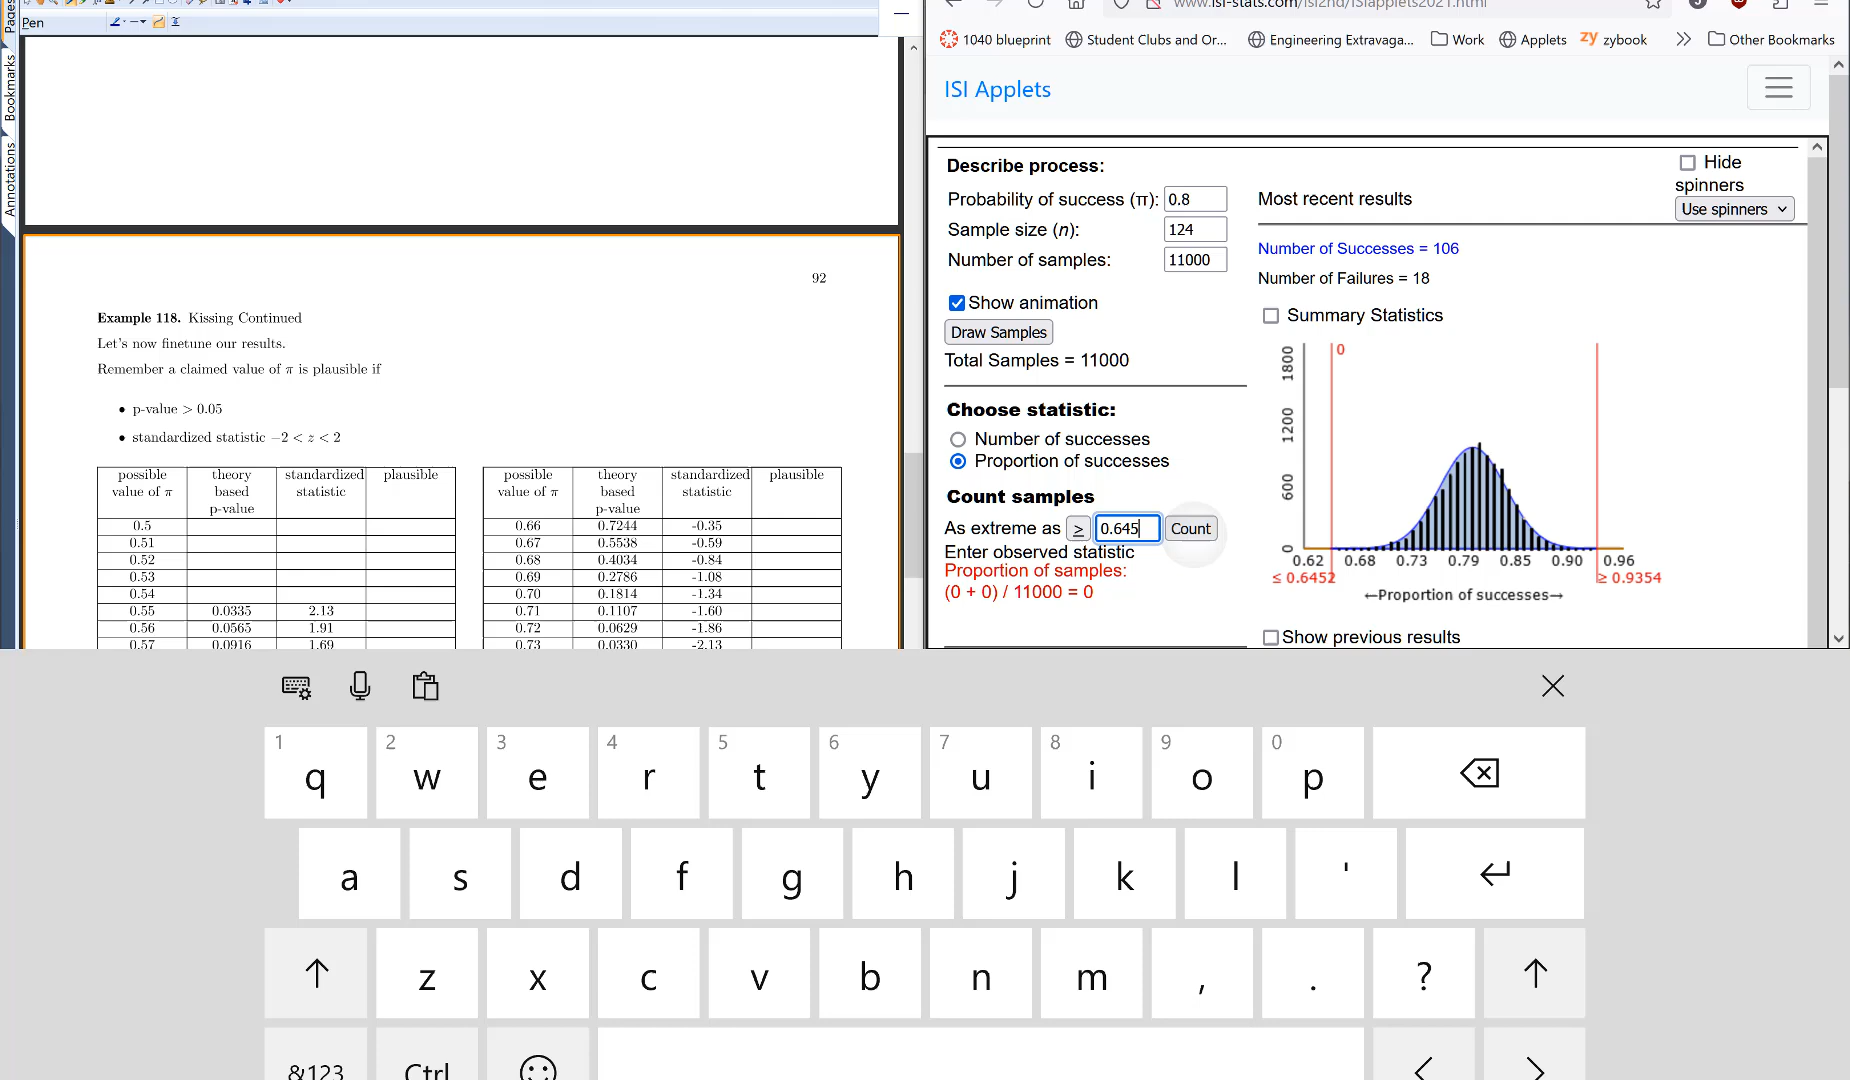 Pages
Bookmarks
Annotations
Pen
92
Example 118. Kissing Continued
Let's now finetune our results.
Remember a claimed value of π is plausible if
• p-value > 0.05
• standardized statistic −2 < z < 2
possible value of π | theory based p-value | standardized statistic | plausible
0.5
0.51
0.52
0.53
0.54
0.55 0.0335 2.13
0.56 0.0565 1.91
0.57 0.0916 1.69
possible value of π | theory based p-value | standardized statistic | plausible
0.66 0.7244 -0.35
0.67 0.5538 -0.59
0.68 0.4034 -0.84
0.69 0.2786 -1.08
0.70 0.1814 -1.34
0.71 0.1107 -1.60
0.72 0.0629 -1.86
0.73 0.0330 -2.13
www.isi-stats.com/isi2nd/ISIapplets2021.html
1040 blueprint
Student Clubs and Or...
Engineering Extravaga...
Work
Applets
zy zybook
Other Bookmarks
ISI Applets
Describe process:
Probability of success (π): 0.8
Sample size (n): 124
Number of samples: 11000
Show animation
Draw Samples
Total Samples = 11000
Choose statistic:
Number of successes
Proportion of successes
Count samples
As extreme as ≥ 0.645 Count
Enter observed statistic
Proportion of samples:
(0 + 0) / 11000 = 0
Most recent results
Hide spinners
Use spinners
Number of Successes = 106
Number of Failures = 18
Summary Statistics
0
1800
1200
600
0
0.62 0.68 0.73 0.79 0.85 0.90 0.96
≤ 0.6452 ≥ 0.9354
←Proportion of successes→
Show previous results
1 2 3 4 5 6 7 8 9 0
q w e r t y u i o p
a s d f g h j k l '
z x c v b n m , . ?
&123 Ctrl < >